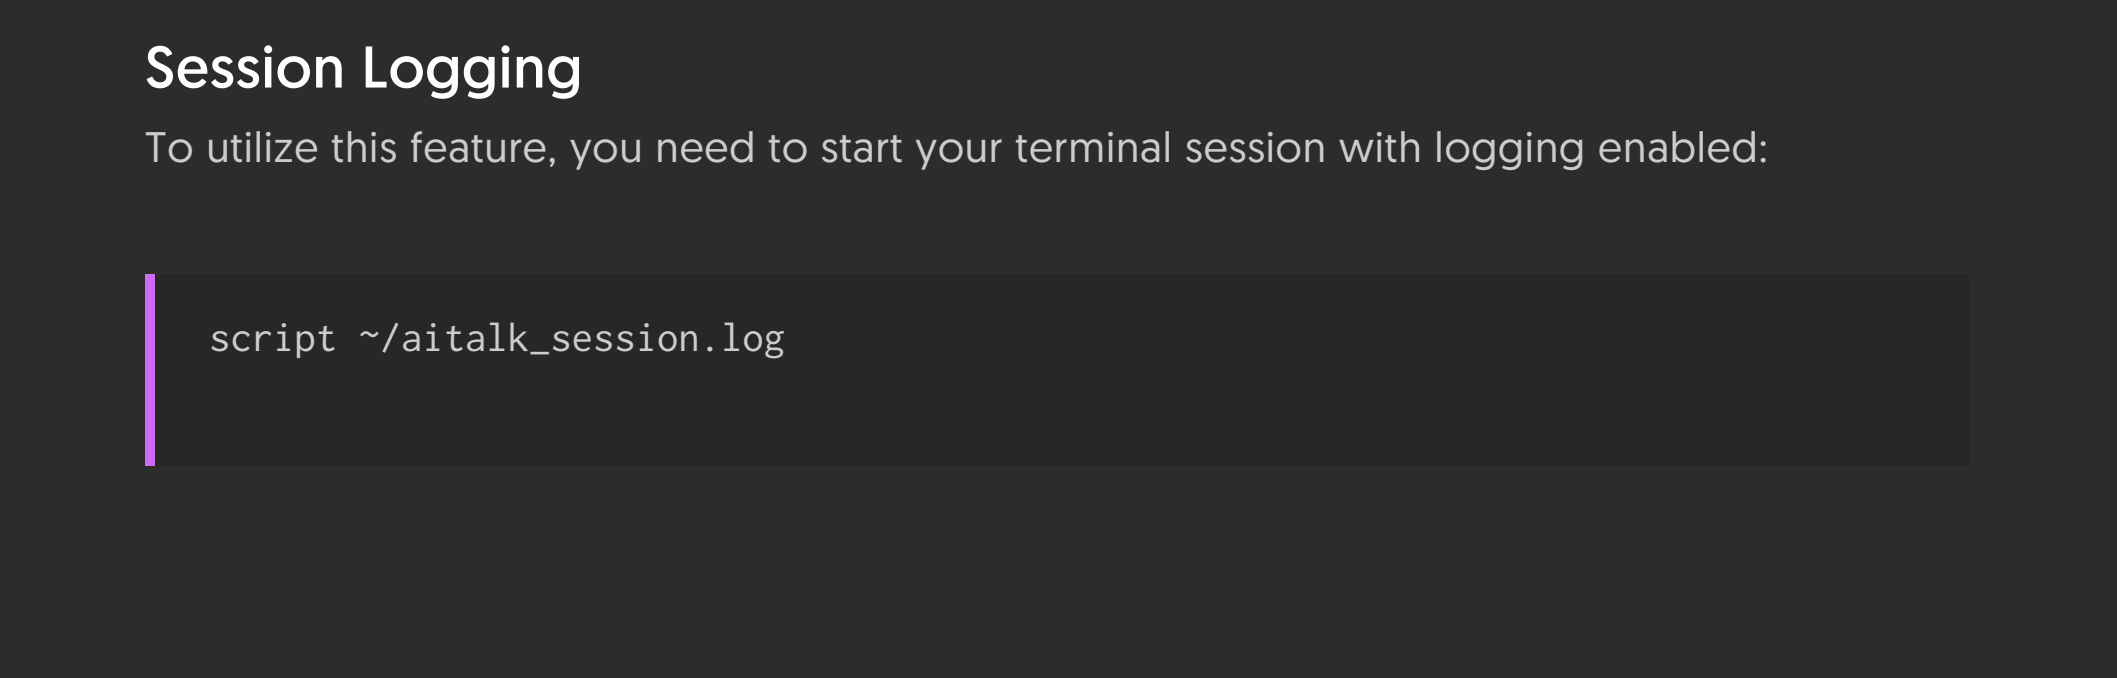 Session Logging
To utilize this feature, you need to start your terminal session with logging enabled:
script ~/aitalk_session.log